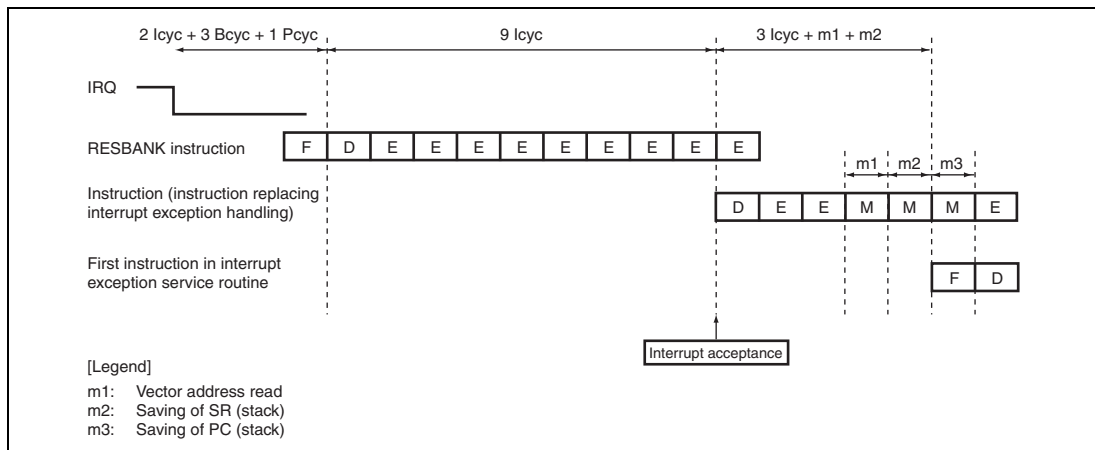 2 Icyc + 3 Bcyc + 1 Pcyc
9 Icyc
3 Icyc + m1 + m2
IRQ
RESBANK instruction
F D E E E E E E E E E
m1 m2 m3
Instruction (instruction replacing
interrupt exception handling)
D E E M M M E
First instruction in interrupt
exception service routine
F D
Interrupt acceptance
[Legend]
m1: Vector address read
m2: Saving of SR (stack)
m3: Saving of PC (stack)